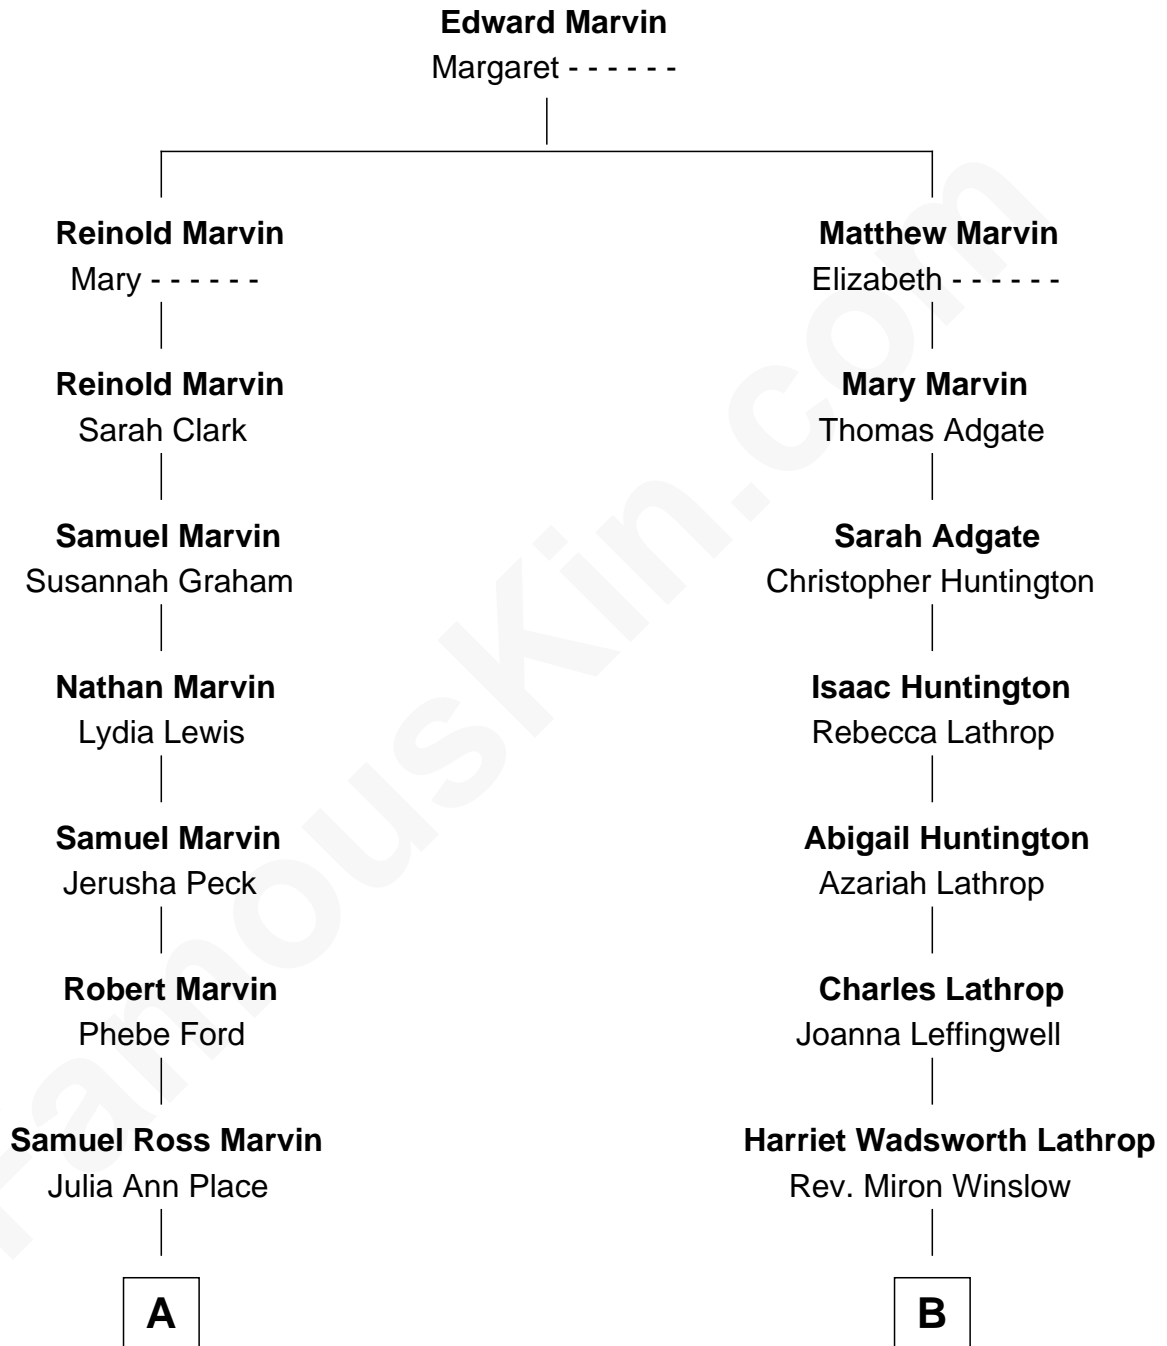 Edward Marvin
Margaret - - - - - -
Reinold Marvin
Mary - - - - - -
Matthew Marvin
Elizabeth - - - - - -
Reinold Marvin
Sarah Clark
Mary Marvin
Thomas Adgate
Samuel Marvin
Susannah Graham
Sarah Adgate
Christopher Huntington
Nathan Marvin
Lydia Lewis
Isaac Huntington
Rebecca Lathrop
Samuel Marvin
Jerusha Peck
Abigail Huntington
Azariah Lathrop
Robert Marvin
Phebe Ford
Charles Lathrop
Joanna Leffingwell
Samuel Ross Marvin
Julia Ann Place
Harriet Wadsworth Lathrop
Rev. Miron Winslow
A
B
FamousKin.com